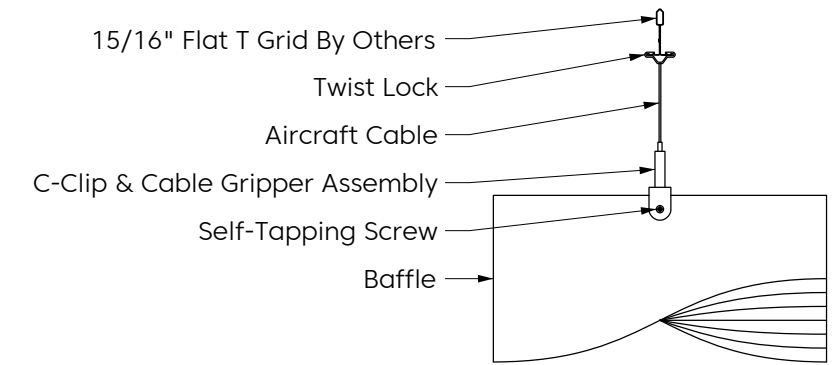 15/16" Flat T Grid By Others
Twist Lock
Aircraft Cable
C-Clip & Cable Gripper Assembly
Self-Tapping Screw
Baffle